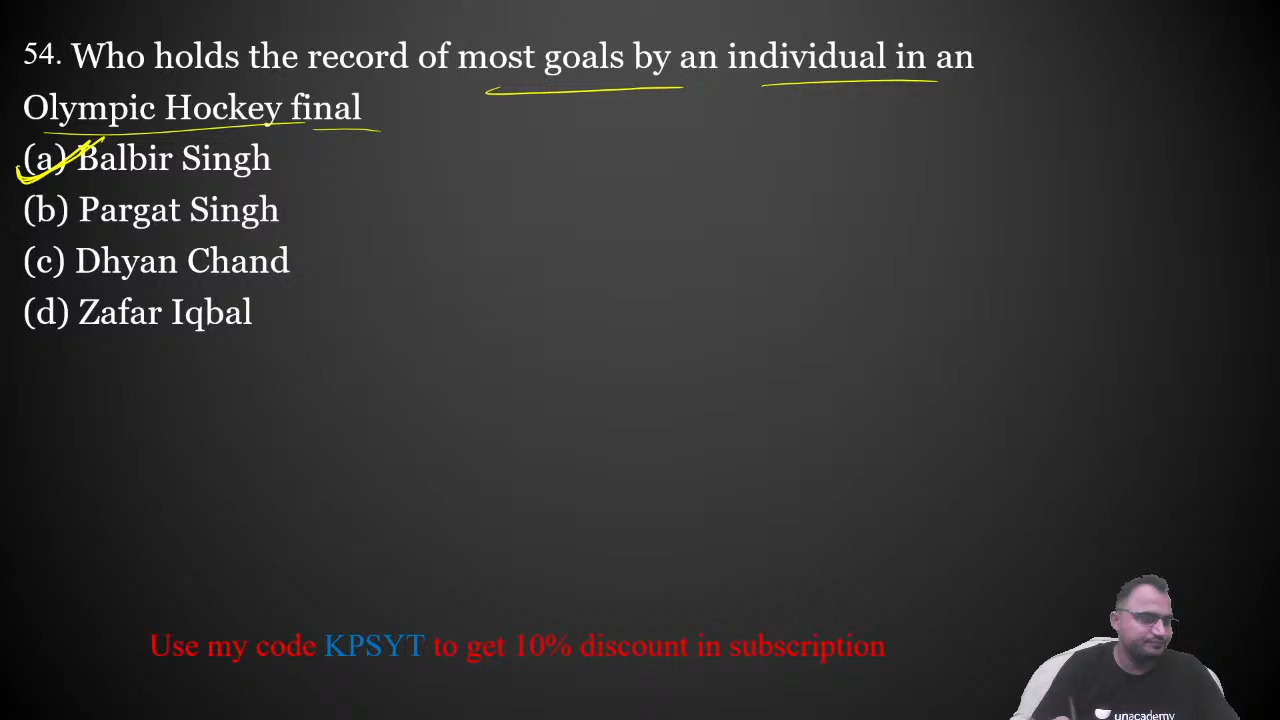 54. Who holds the record of most goals by an individual in an
Olympic Hockey final
(a) Balbir Singh
(b) Pargat Singh
(c) Dhyan Chand
(d) Zafar Iqbal
Use my code KPSYT to get 10% discount in subscription
unacademy